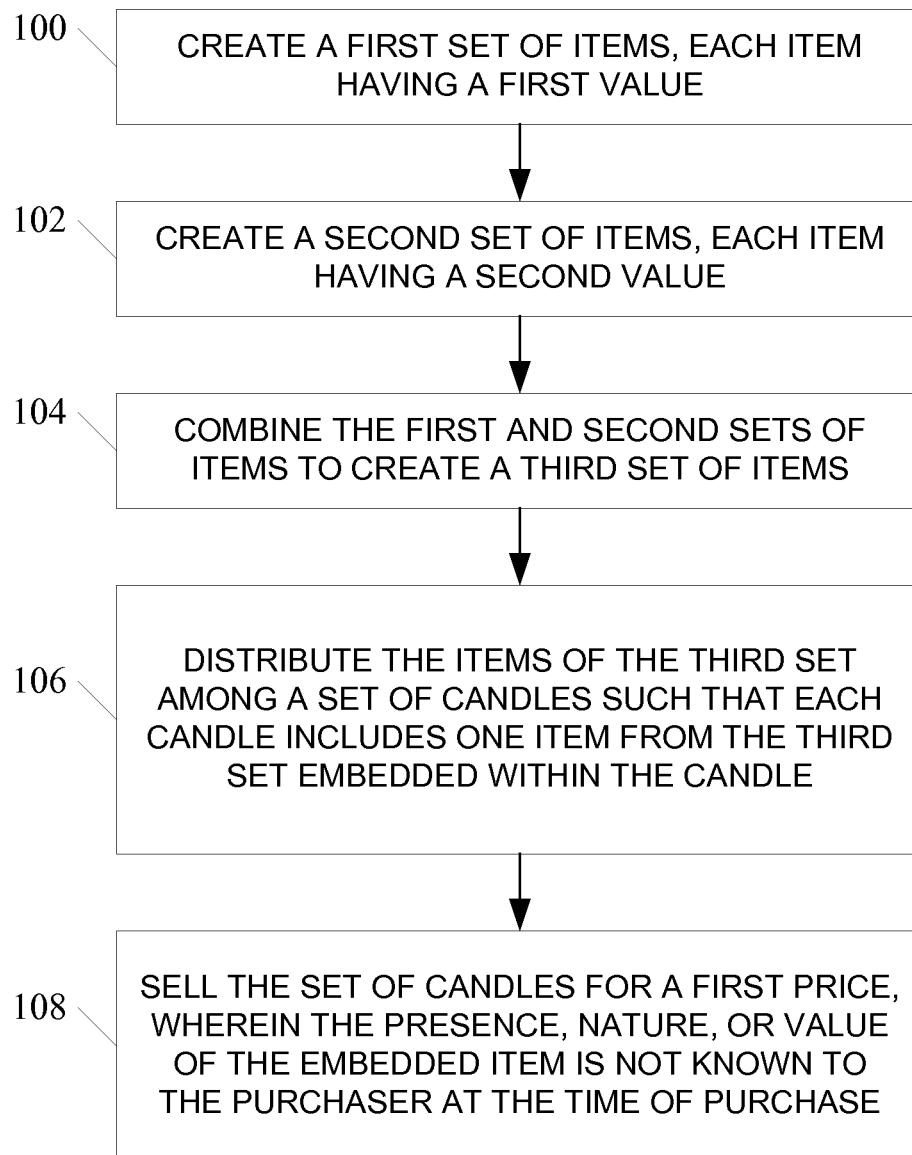 100
CREATE A FIRST SET OF ITEMS, EACH ITEM
HAVING A FIRST VALUE
102
CREATE A SECOND SET OF ITEMS, EACH ITEM
HAVING A SECOND VALUE
104
COMBINE THE FIRST AND SECOND SETS OF
ITEMS TO CREATE A THIRD SET OF ITEMS
106
DISTRIBUTE THE ITEMS OF THE THIRD SET
AMONG A SET OF CANDLES SUCH THAT EACH
CANDLE INCLUDES ONE ITEM FROM THE THIRD
SET EMBEDDED WITHIN THE CANDLE
108
SELL THE SET OF CANDLES FOR A FIRST PRICE,
WHEREIN THE PRESENCE, NATURE, OR VALUE
OF THE EMBEDDED ITEM IS NOT KNOWN TO
THE PURCHASER AT THE TIME OF PURCHASE